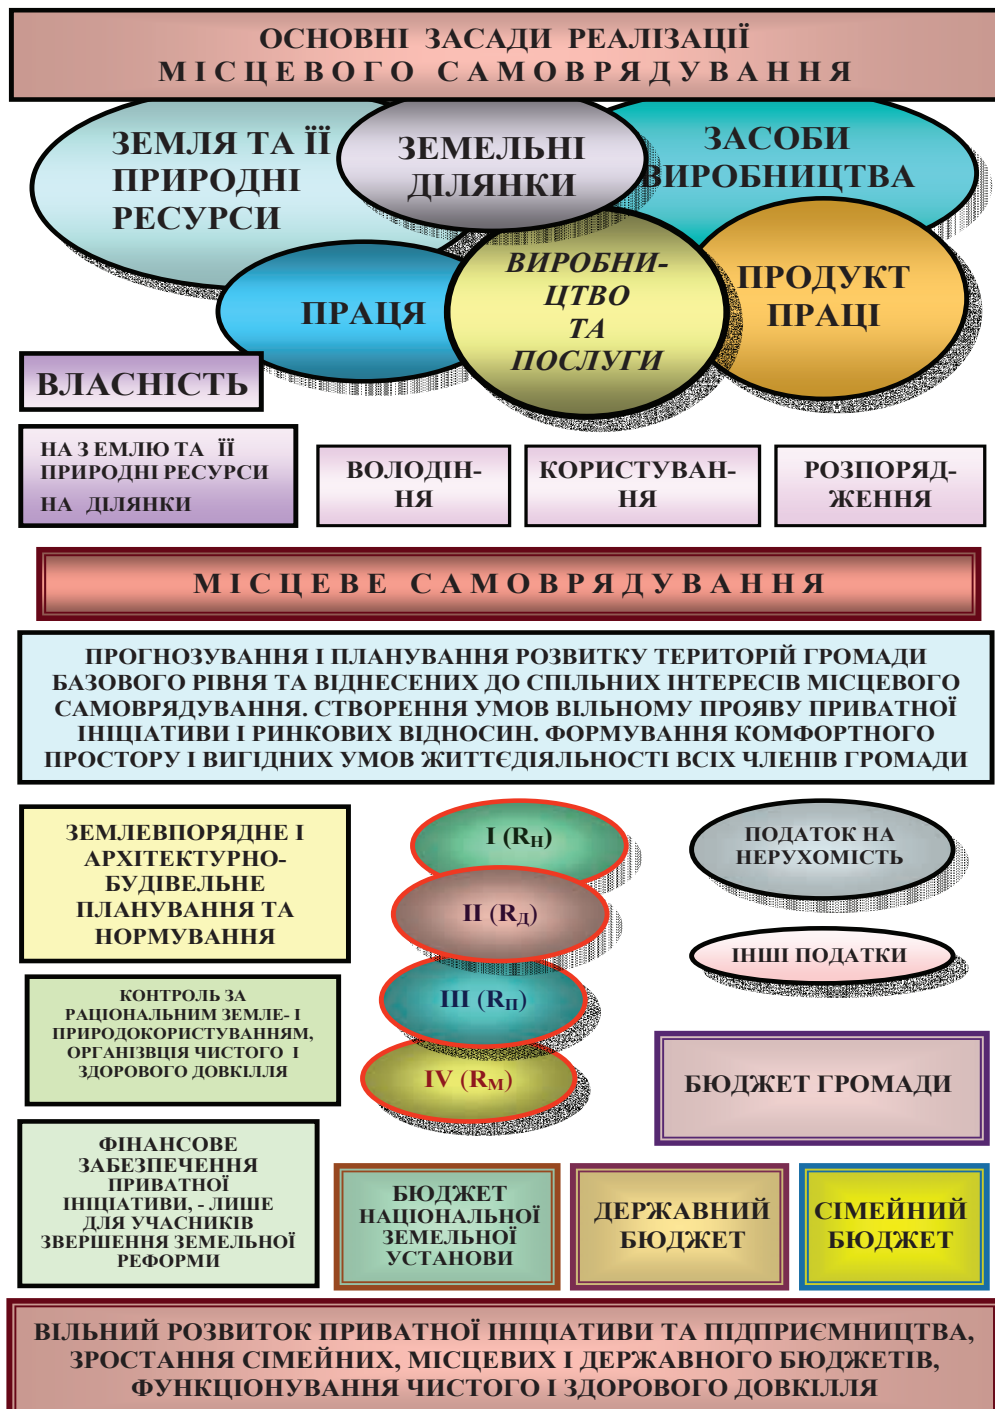 ОСНОВНІ ЗАСАДИ РЕАЛІЗАЦІЇ
МІСЦЕВОГО САМОВРЯДУВАННЯ
ЗЕМЛЯ ТА ЇЇ
ПРИРОДНІ
РЕСУРСИ
ЗЕМЕЛЬНІ
ДІЛЯНКИ
ЗАСОБИ
ВИРОБНИЦТВА
ПРАЦЯ
ВИРОБНИ-
ЦТВО
ТА
ПОСЛУГИ
ПРОДУКТ
ПРАЦІ
ВЛАСНІСТЬ
НА З ЕМЛЮ ТА ЇЇ
ПРИРОДНІ РЕСУРСИ
НА ДІЛЯНКИ
ВОЛОДІН-
НЯ
КОРИСТУВАН-
НЯ
РОЗПОРЯД-
ЖЕННЯ
МІСЦЕВЕ САМОВРЯДУВАННЯ
ПРОГНОЗУВАННЯ І ПЛАНУВАННЯ РОЗВИТКУ ТЕРИТОРІЙ ГРОМАДИ
БАЗОВОГО РІВНЯ ТА ВІДНЕСЕНИХ ДО СПІЛЬНИХ ІНТЕРЕСІВ МІСЦЕВОГО
САМОВРЯДУВАННЯ. СТВОРЕННЯ УМОВ ВІЛЬНОМУ ПРОЯВУ ПРИВАТНОЇ
ІНІЦІАТИВИ І РИНКОВИХ ВІДНОСИН. ФОРМУВАННЯ КОМФОРТНОГО
ПРОСТОРУ І ВИГІДНИХ УМОВ ЖИТТЄДІЯЛЬНОСТІ ВСІХ ЧЛЕНІВ ГРОМАДИ
ЗЕМЛЕВПОРЯДНЕ І
АРХІТЕКТУРНО-
БУДІВЕЛЬНЕ
ПЛАНУВАННЯ ТА
НОРМУВАННЯ
КОНТРОЛЬ ЗА
РАЦІОНАЛЬНИМ ЗЕМЛЕ- І
ПРИРОДОКОРИСТУВАННЯМ,
ОРГАНІЗВЦІЯ ЧИСТОГО І
ЗДОРОВОГО ДОВКІЛЛЯ
ФІНАНСОВЕ
ЗАБЕЗПЕЧЕННЯ
ПРИВАТНОЇ
ІНІЦІАТИВИ, - ЛИШЕ
ДЛЯ УЧАСНИКІВ
ЗВЕРШЕННЯ ЗЕМЕЛЬНОЇ
РЕФОРМИ
I (RН)
II (RД)
III (RП)
IV (RМ)
ПОДАТОК НА
НЕРУХОМІСТЬ
ІНШІ ПОДАТКИ
БЮДЖЕТ ГРОМАДИ
БЮДЖЕТ
НАЦІОНАЛЬНОЇ
ЗЕМЕЛЬНОЇ
УСТАНОВИ
ДЕРЖАВНИЙ
БЮДЖЕТ
СІМЕЙНИЙ
БЮДЖЕТ
ВІЛЬНИЙ РОЗВИТОК ПРИВАТНОЇ ІНІЦІАТИВИ ТА ПІДПРИЄМНИЦТВА,
ЗРОСТАННЯ СІМЕЙНИХ, МІСЦЕВИХ І ДЕРЖАВНОГО БЮДЖЕТІВ,
ФУНКЦІОНУВАННЯ ЧИСТОГО І ЗДОРОВОГО ДОВКІЛЛЯ